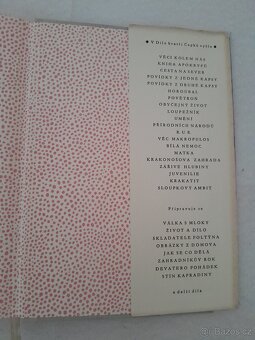 V Díle bratří Čapků vyšlo
VĚCI KOLEM NÁS
KNIHA APOKRYFŮ
CESTA NA SEVER
POVÍDKY Z JEDNÉ KAPSY
POVÍDKY Z DRUHÉ KAPSY
HORDUBAL
POVĚTROŇ
OBYČEJNÝ ŽIVOT
LOUPEŽNÍK
UMĚNÍ
PŘÍRODNÍCH NÁRODŮ
R. U. R.
VĚC MAKROPULOS
BÍLÁ NEMOC
MATKA
KRAKONOŠOVA ZAHRADA
ZÁŘIVÉ HLUBINY
JUVENILIE
KRAKATIT
SLOUPKOVÝ AMBIT
Připravuje se
VÁLKA S MLOKY
ŽIVOT A DÍLO
SKLADATELE FOLTÝNA
OBRÁZKY Z DOMOVA
JAK SE CO DĚLÁ
ZAHRADNÍKŮV ROK
DEVATERO POHÁDEK
STÍN KAPRADINY
a další díla
Bazoš.cz